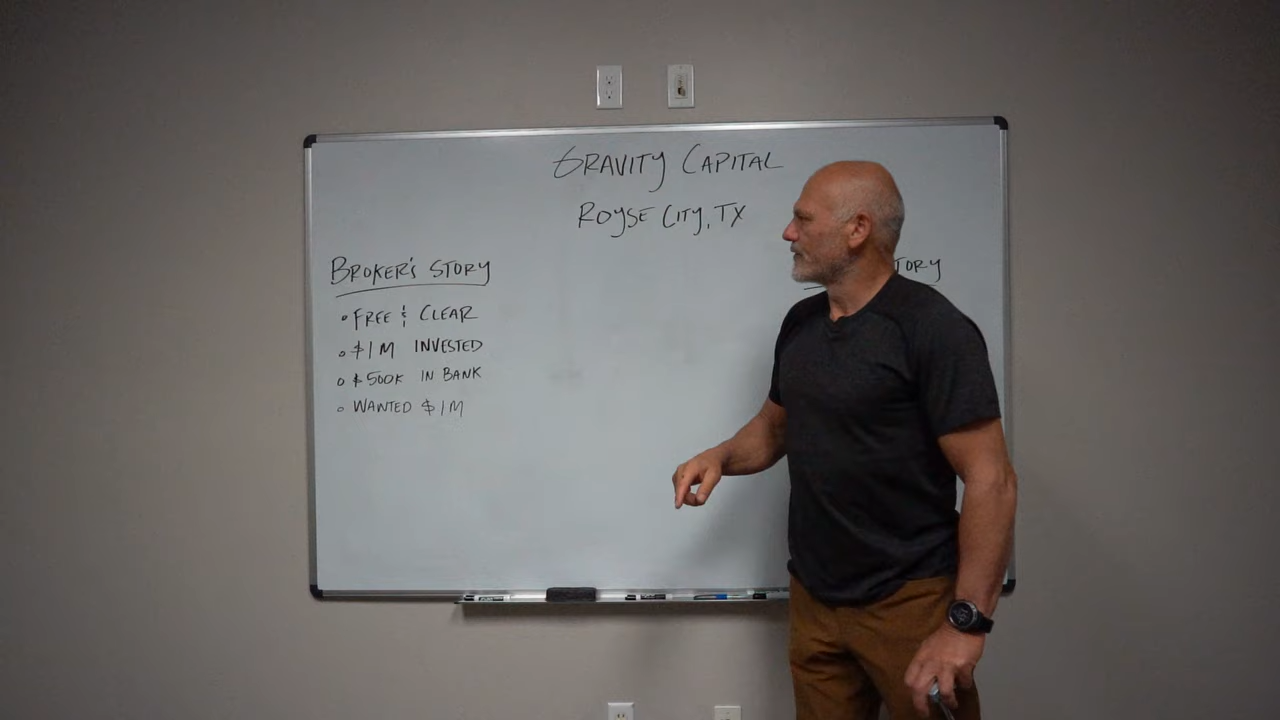 GRAVITY CAPITAL
ROYSE CITY, TX
BROKER'S STORY
• FREE & CLEAR
• $1M INVESTED
• $500K IN BANK
• WANTED $1M